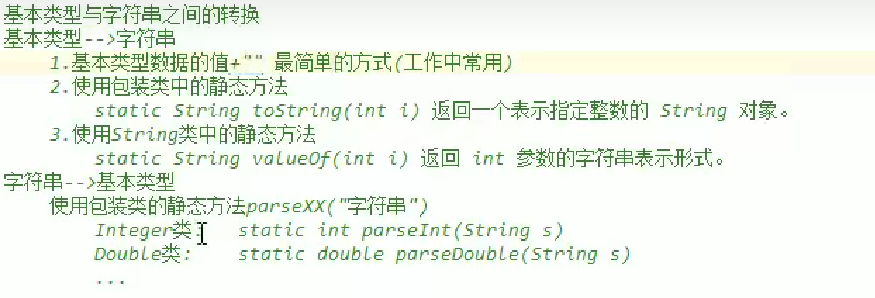 基本类型与字符串之间的转换
基本类型-->字符串
1.基本类型数据的值+"" 最简单的方式(工作中常用)
2.使用包装类中的静态方法
static String toString(int i) 返回一个表示指定整数的 String 对象。
3.使用String类中的静态方法
static String valueOf(int i) 返回 int 参数的字符串表示形式。
字符串-->基本类型
使用包装类的静态方法parseXX("字符串")
Integer类: static int parseInt(String s)
Double类: static double parseDouble(String s)
...